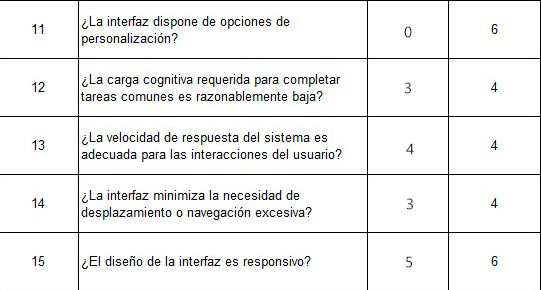 11 ¿La interfaz dispone de opciones de
personalización? 0 6
12 ¿La carga cognitiva requerida para completar
tareas comunes es razonablemente baja? 3 4
13 ¿La velocidad de respuesta del sistema es
adecuada para las interacciones del usuario? 4 4
14 ¿La interfaz minimiza la necesidad de
desplazamiento o navegación excesiva? 3 4
15 ¿El diseño de la interfaz es responsivo? 5 6